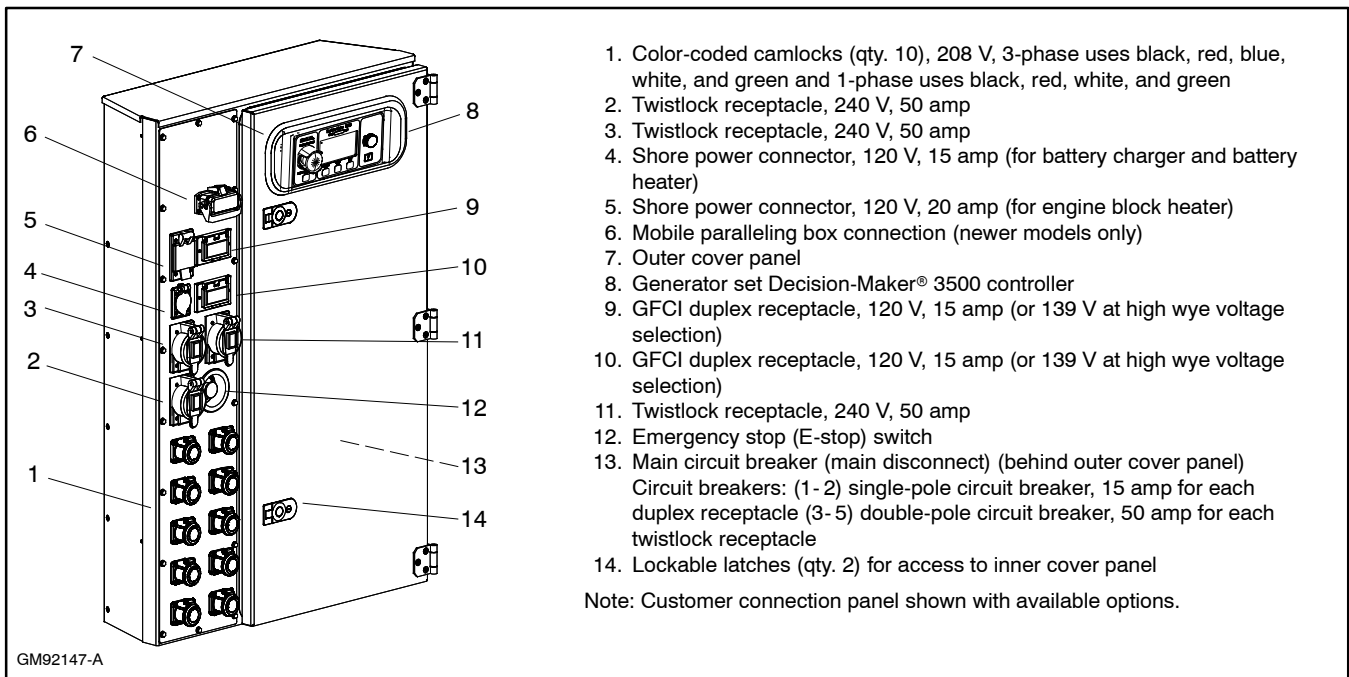 7
6
5
4
3
2
1
8
9
10
11
12
13
14
GM92147-A
1. Color-coded camlocks (qty. 10), 208 V, 3-phase uses black, red, blue,
white, and green and 1-phase uses black, red, white, and green
2. Twistlock receptacle, 240 V, 50 amp
3. Twistlock receptacle, 240 V, 50 amp
4. Shore power connector, 120 V, 15 amp (for battery charger and battery
heater)
5. Shore power connector, 120 V, 20 amp (for engine block heater)
6. Mobile paralleling box connection (newer models only)
7. Outer cover panel
8. Generator set Decision-Maker® 3500 controller
9. GFCI duplex receptacle, 120 V, 15 amp (or 139 V at high wye voltage
selection)
10. GFCI duplex receptacle, 120 V, 15 amp (or 139 V at high wye voltage
selection)
11. Twistlock receptacle, 240 V, 50 amp
12. Emergency stop (E-stop) switch
13. Main circuit breaker (main disconnect) (behind outer cover panel)
Circuit breakers: (1- 2) single-pole circuit breaker, 15 amp for each
duplex receptacle (3- 5) double-pole circuit breaker, 50 amp for each
twistlock receptacle
14. Lockable latches (qty. 2) for access to inner cover panel
Note: Customer connection panel shown with available options.